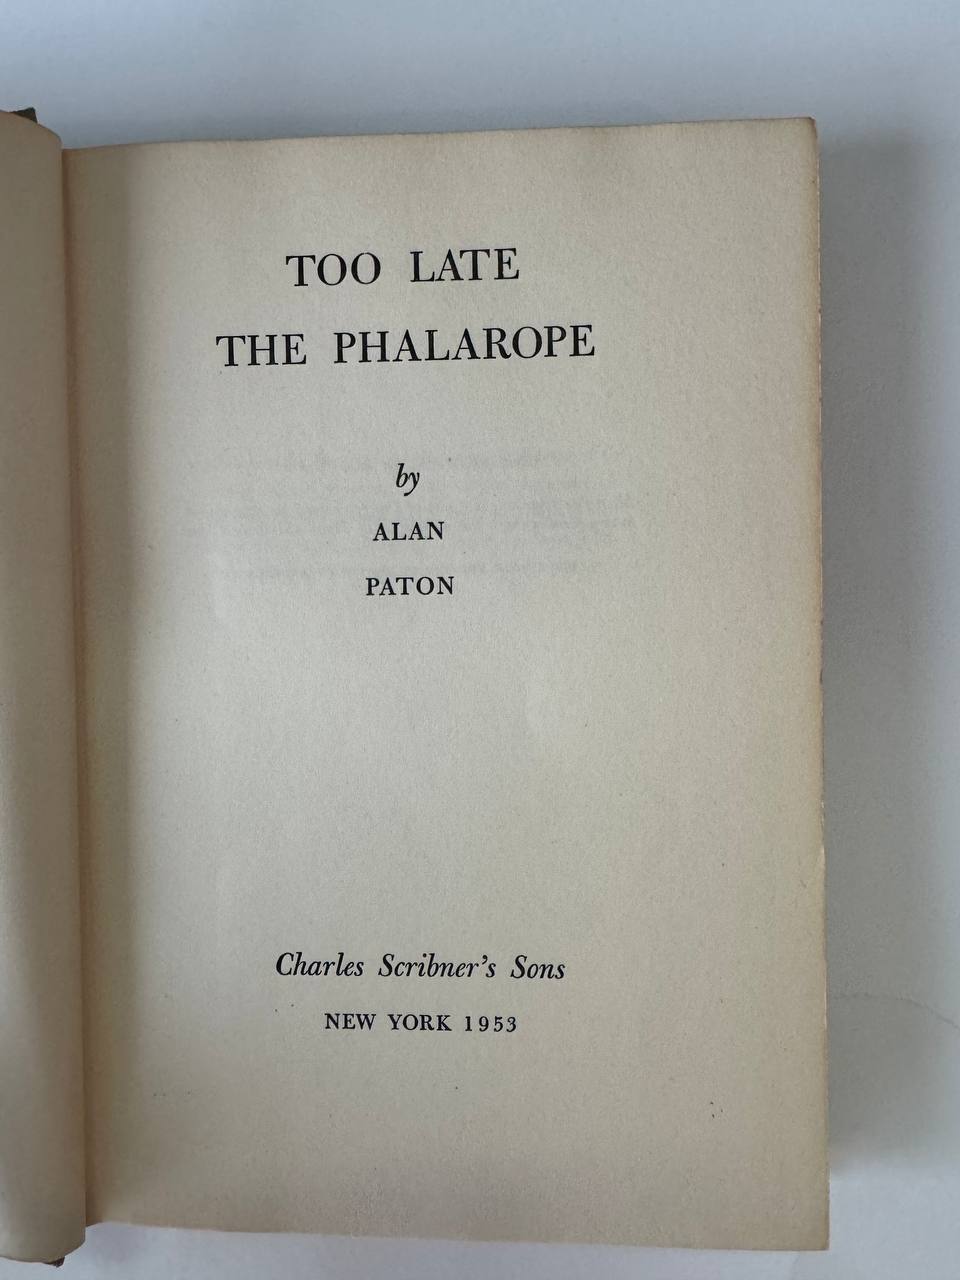 TOO LATE
THE PHALAROPE
by
ALAN
PATON
Charles Scribner's Sons
NEW YORK 1953